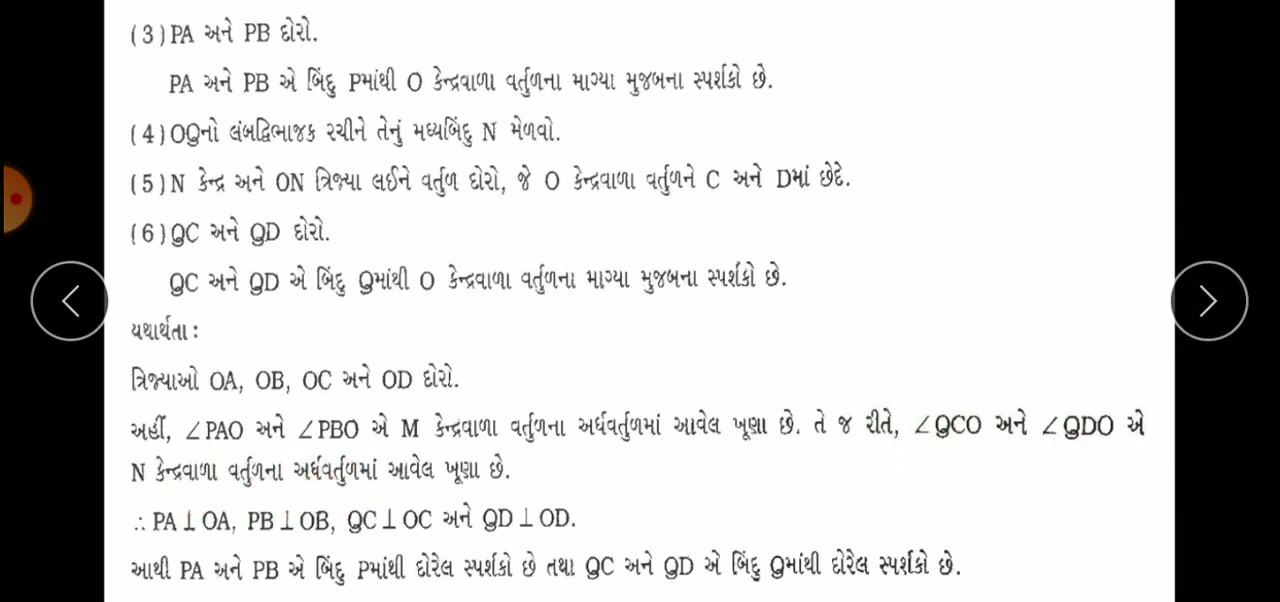 (3) PA અને PB દોરો.
PA અને PB એ બિંદુ Pમાંથી O કેન્દ્રવાળા વર્તુળના માગ્યા મુજબના સ્પર્શકો છે.
(4) OQનો લંબદ્વિભાજક રચીને તેનું મધ્યબિંદુ N મેળવો.
(5) N કેન્દ્ર અને ON ત્રિજ્યા લઈને વર્તુળ દોરો, જે O કેન્દ્રવાળા વર્તુળને C અને Dમાં છેદે.
(6) QC અને QD દોરો.
QC અને QD એ બિંદુ Qમાંથી O કેન્દ્રવાળા વર્તુળના માગ્યા મુજબના સ્પર્શકો છે.
યથાર્થતા :
ત્રિજ્યાઓ OA, OB, OC અને OD દોરો.
અહીં, ∠PAO અને ∠PBO એ M કેન્દ્રવાળા વર્તુળના અર્ધવર્તુળમાં આવેલ ખૂણા છે. તે જ રીતે, ∠QCO અને ∠QDO એ
N કેન્દ્રવાળા વર્તુળના અર્ધવર્તુળમાં આવેલ ખૂણા છે.
∴ PA ⊥ OA, PB ⊥ OB, QC ⊥ OC અને QD ⊥ OD.
આથી PA અને PB એ બિંદુ Pમાંથી દોરેલ સ્પર્શકો છે તથા QC અને QD એ બિંદુ Qમાંથી દોરેલ સ્પર્શકો છે.